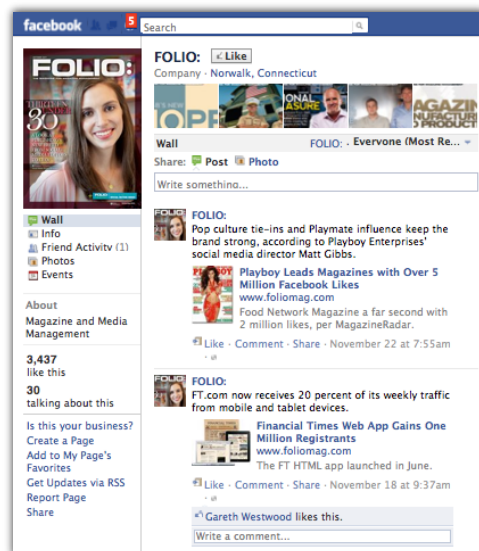 facebook
5
Search
FOLIO:
Like
Company · Norwalk, Connecticut
FOLIO:
THIRTEEN
UNDER
30
FOLIO:
Wall
FOLIO: · Everyone (Most Re...
Share: Post Photo
Write something...
Wall
Info
Friend Activity (1)
Photos
Events
About
Magazine and Media
Management
3,437
like this
30
talking about this
Is this your business?
Create a Page
Add to My Page's
Favorites
Get Updates via RSS
Report Page
Share
FOLIO:
FOLIO:
Pop culture tie-ins and Playmate influence keep the
brand strong, according to Playboy Enterprises'
social media director Matt Gibbs.
PLAYBOY
Playboy Leads Magazines with Over 5
Million Facebook Likes
www.foliomag.com
Food Network Magazine a far second with
2 million likes, per MagazineRadar.
Like · Comment · Share · November 22 at 7:55am
FOLIO:
FOLIO:
FT.com now receives 20 percent of its weekly traffic
from mobile and tablet devices.
Financial Times Web App Gains One
Million Registrants
www.foliomag.com
The FT HTML app launched in June.
Like · Comment · Share · November 18 at 9:37am
Gareth Westwood likes this.
Write a comment...